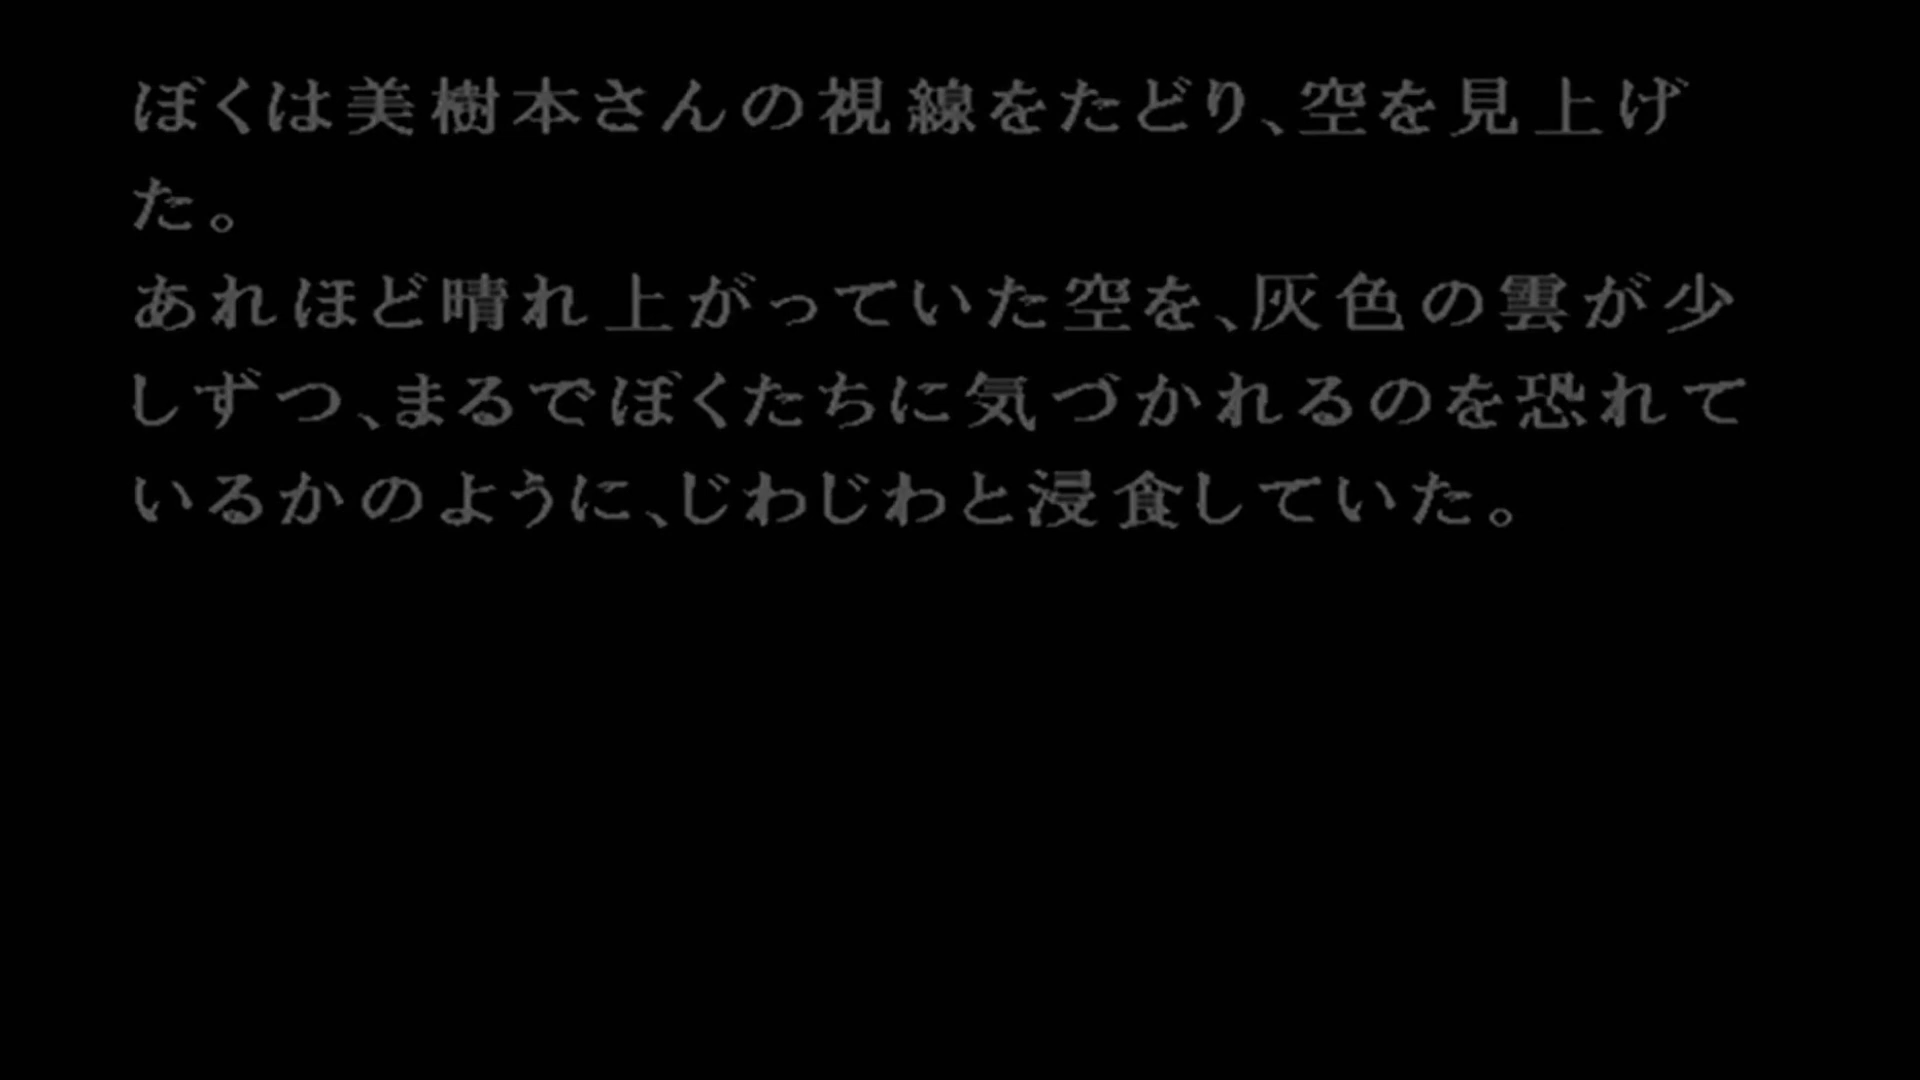 ぼくは美樹本さんの視線をたどり、空を見上げ
た。
あれほど晴れ上がっていた空を、灰色の雲が少
しずつ、まるでぼくたちに気づかれるのを恐れて
いるかのように、じわじわと浸食していた。